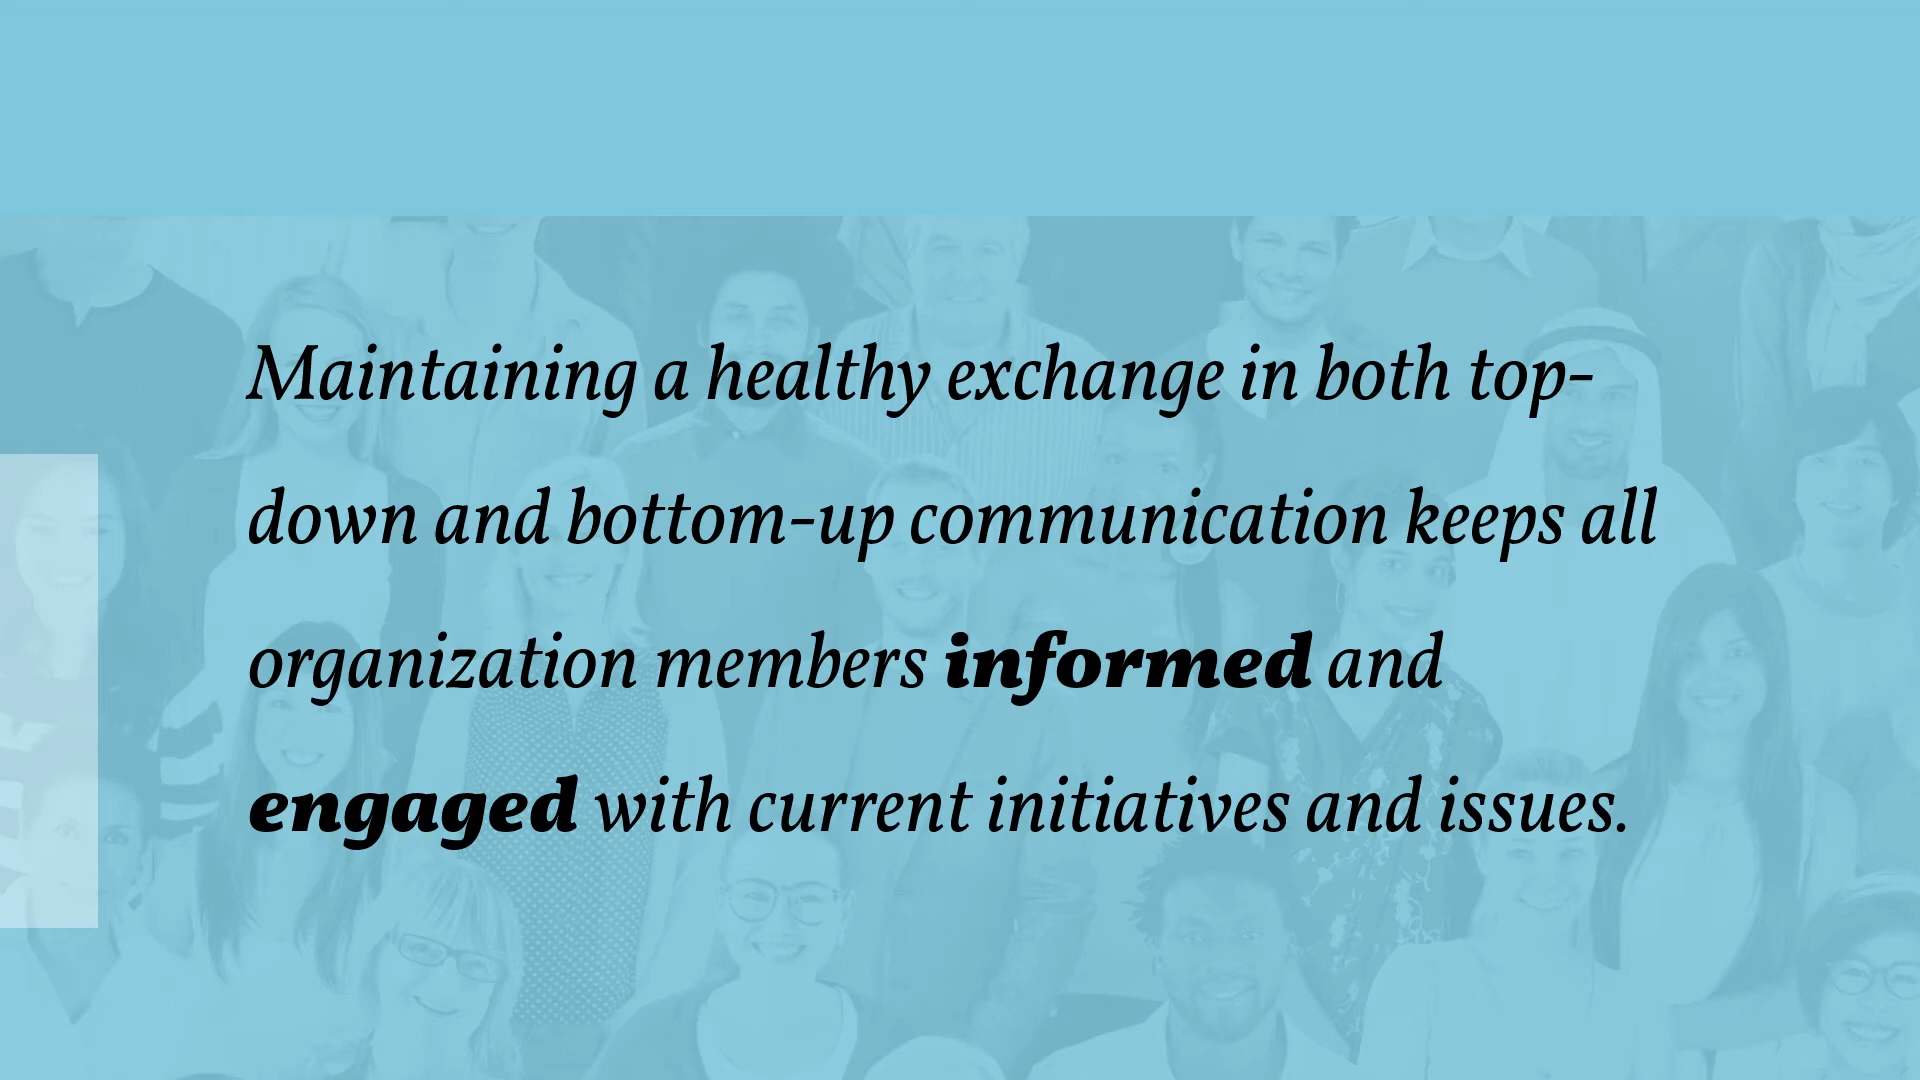 Maintaining a healthy exchange in both top-
down and bottom-up communication keeps all
organization members informed and
engaged with current initiatives and issues.